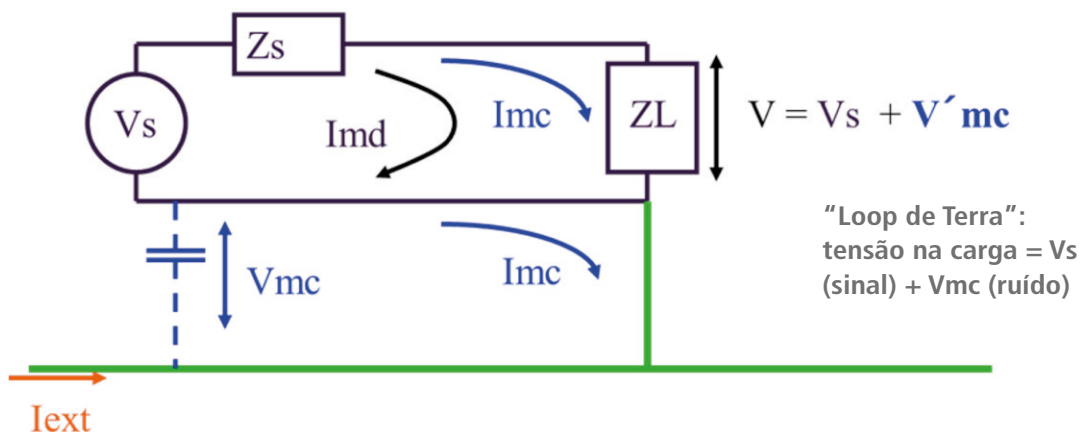 Zs
Vs
Imd
Imc
ZL
V = Vs + V´mc
Vmc
Imc
“Loop de Terra”:
tensão na carga = Vs
(sinal) + Vmc (ruído)
Iext